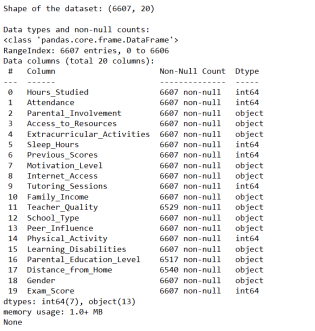 Shape of the dataset: (6607, 20)
Data types and non-null counts:
<class 'pandas.core.frame.DataFrame'>
RangeIndex: 6607 entries, 0 to 6606
Data columns (total 20 columns):
 #   Column                      Non-Null Count  Dtype
---  ------                      --------------  -----
 0   Hours_Studied               6607 non-null   int64
 1   Attendance                  6607 non-null   int64
 2   Parental_Involvement        6607 non-null   object
 3   Access_to_Resources         6607 non-null   object
 4   Extracurricular_Activities  6607 non-null   object
 5   Sleep_Hours                 6607 non-null   int64
 6   Previous_Scores             6607 non-null   int64
 7   Motivation_Level            6607 non-null   object
 8   Internet_Access             6607 non-null   object
 9   Tutoring_Sessions           6607 non-null   int64
 10  Family_Income               6607 non-null   object
 11  Teacher_Quality             6529 non-null   object
 12  School_Type                 6607 non-null   object
 13  Peer_Influence              6607 non-null   object
 14  Physical_Activity           6607 non-null   int64
 15  Learning_Disabilities       6607 non-null   object
 16  Parental_Education_Level    6517 non-null   object
 17  Distance_from_Home          6540 non-null   object
 18  Gender                      6607 non-null   object
 19  Exam_Score                  6607 non-null   int64
dtypes: int64(7), object(13)
memory usage: 1.0+ MB
None